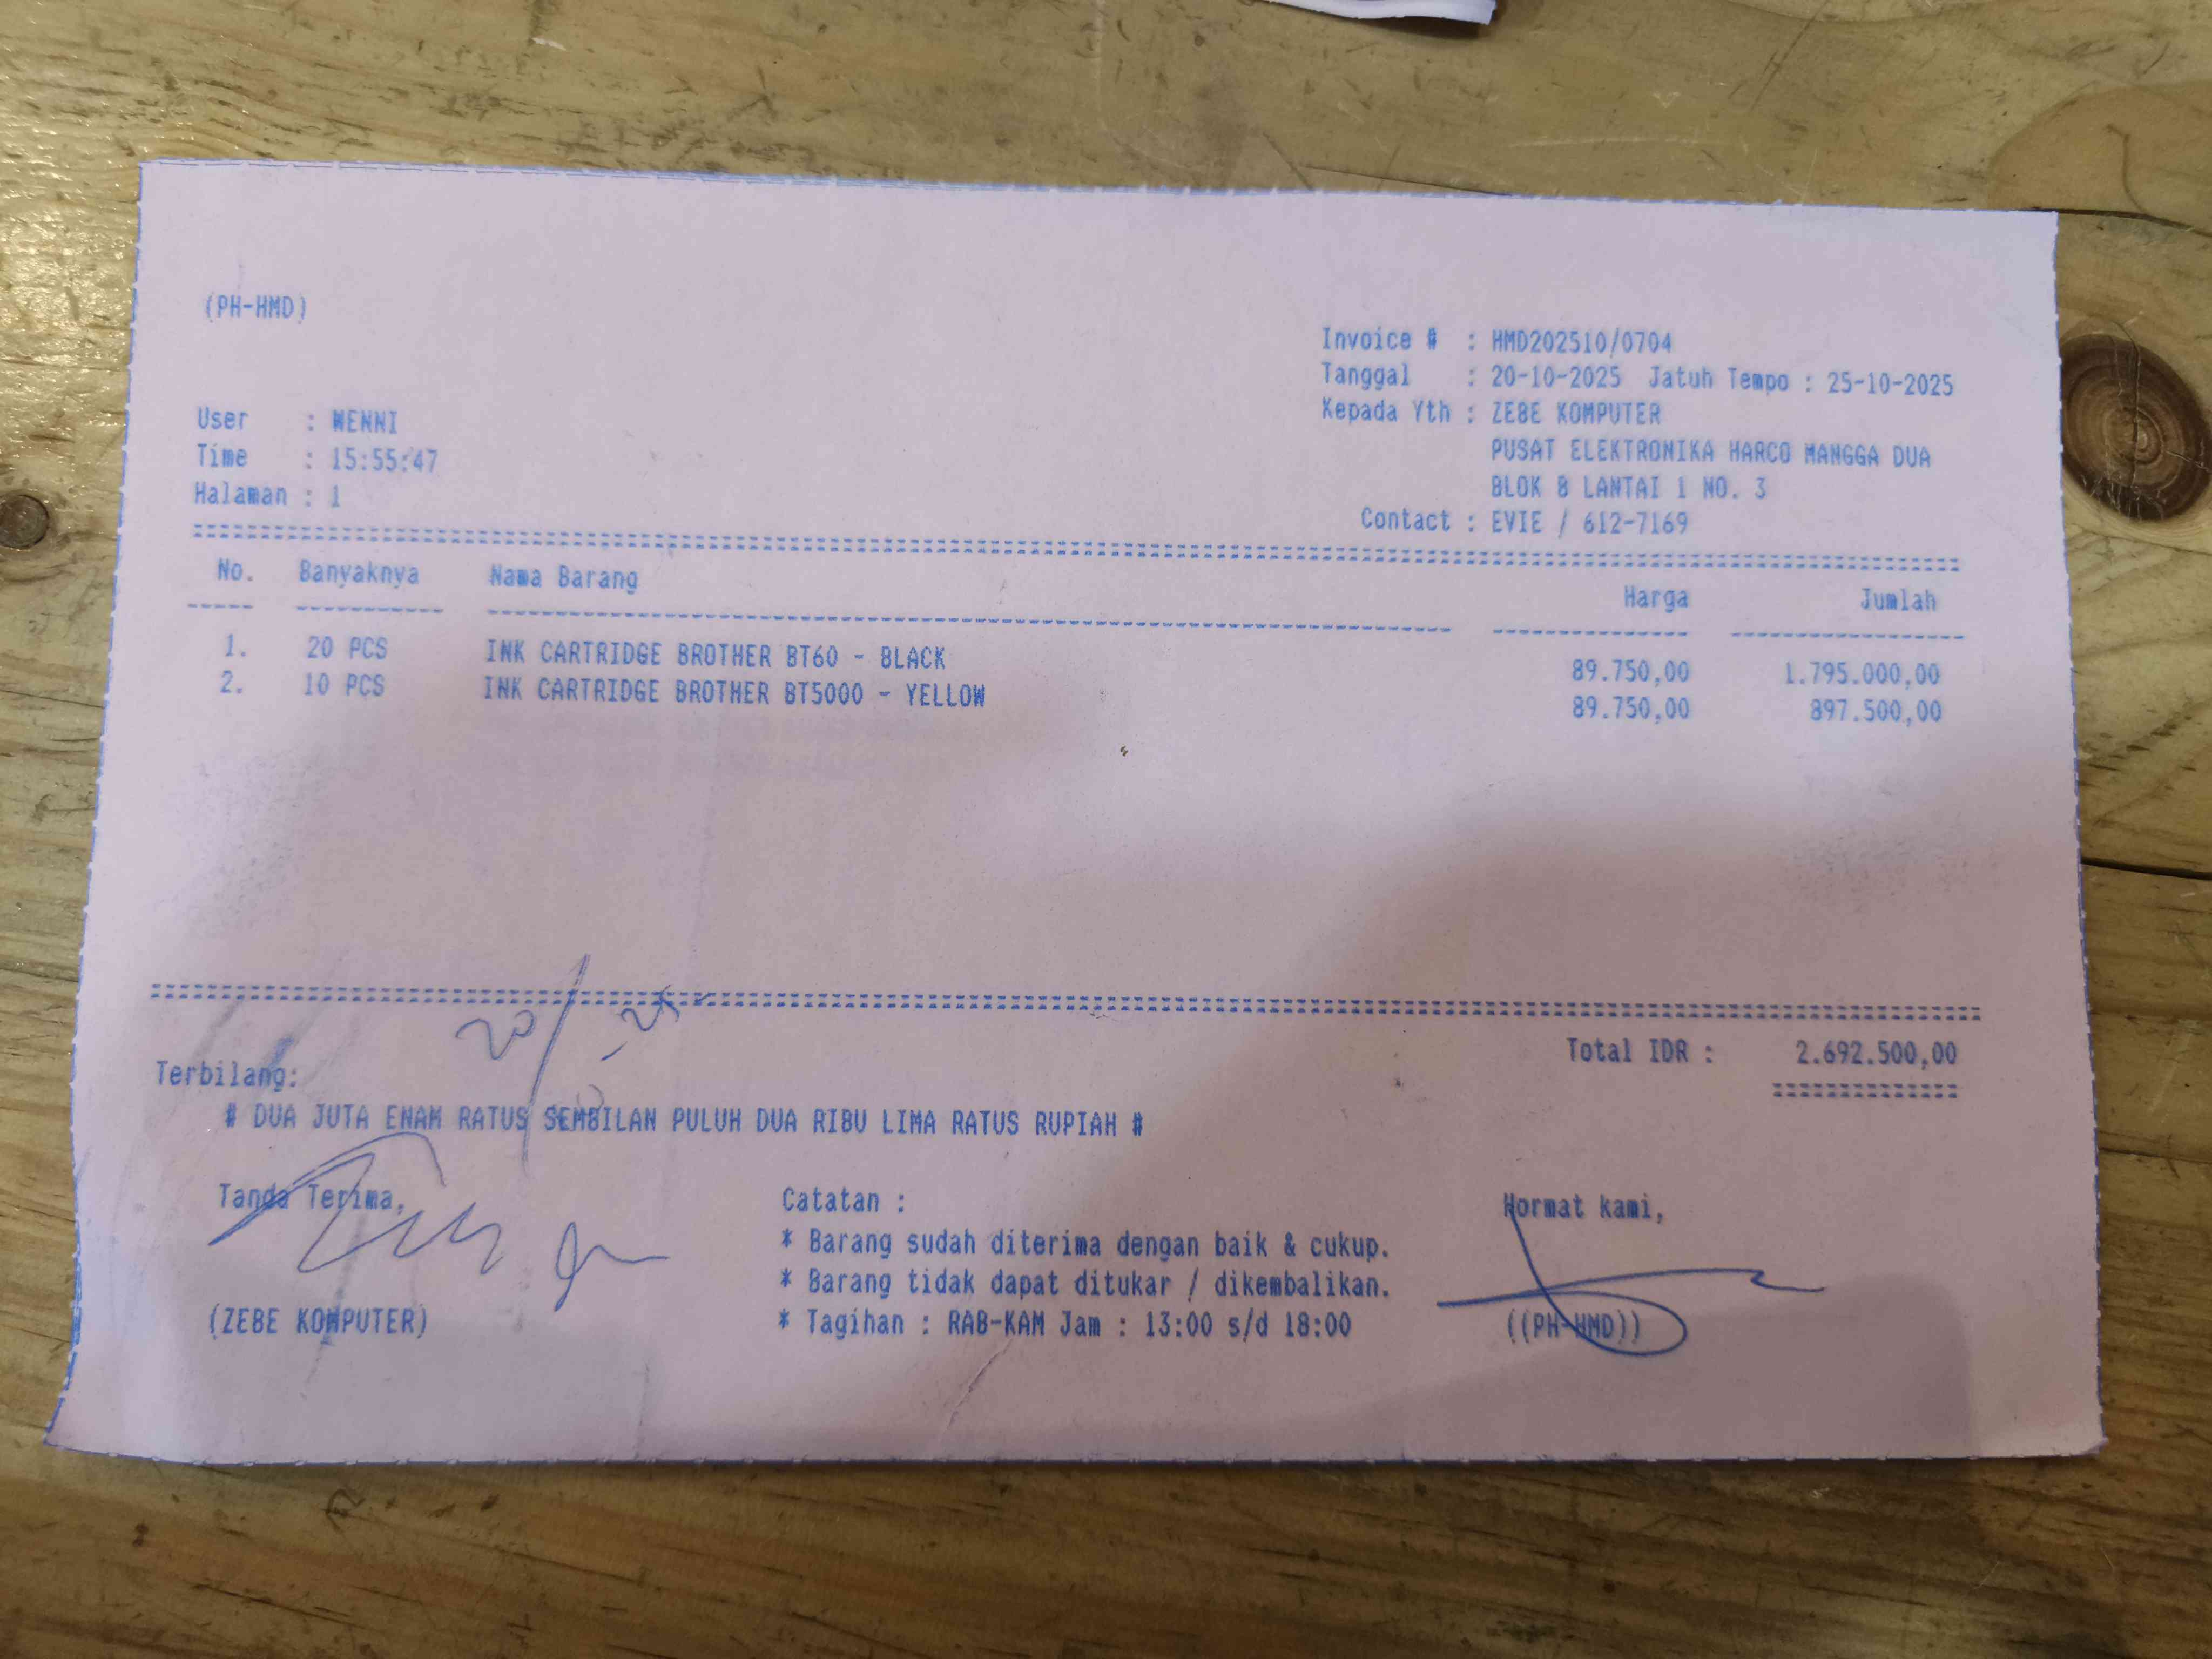 (PH-HMD)
Invoice # : HMD202510/0704
Tanggal : 20-10-2025 Jatuh Tempo : 25-10-2025
Kepada Yth : ZEBE KOMPUTER
PUSAT ELEKTRONIKA HARCO MANGGA DUA
BLOK B LANTAI 1 NO. 3
Contact : EVIE / 612-7169
User : WENNI
Time : 15:55:47
Halaman : 1
No. Banyaknya Nama Barang Harga Jumlah
1. 20 PCS INK CARTRIDGE BROTHER BT60 - BLACK 89.750,00 1.795.000,00
2. 10 PCS INK CARTRIDGE BROTHER BT5000 - YELLOW 89.750,00 897.500,00
Total IDR : 2.692.500,00
20/
Terbilang:
# DUA JUTA ENAM RATUS SEMBILAN PULUH DUA RIBU LIMA RATUS RUPIAH #
Tanda Terima,
(ZEBE KOMPUTER)
Catatan :
* Barang sudah diterima dengan baik & cukup.
* Barang tidak dapat ditukar / dikembalikan.
* Tagihan : RAB-KAM Jam : 13:00 s/d 18:00
Hormat kami,
((PH-HMD))